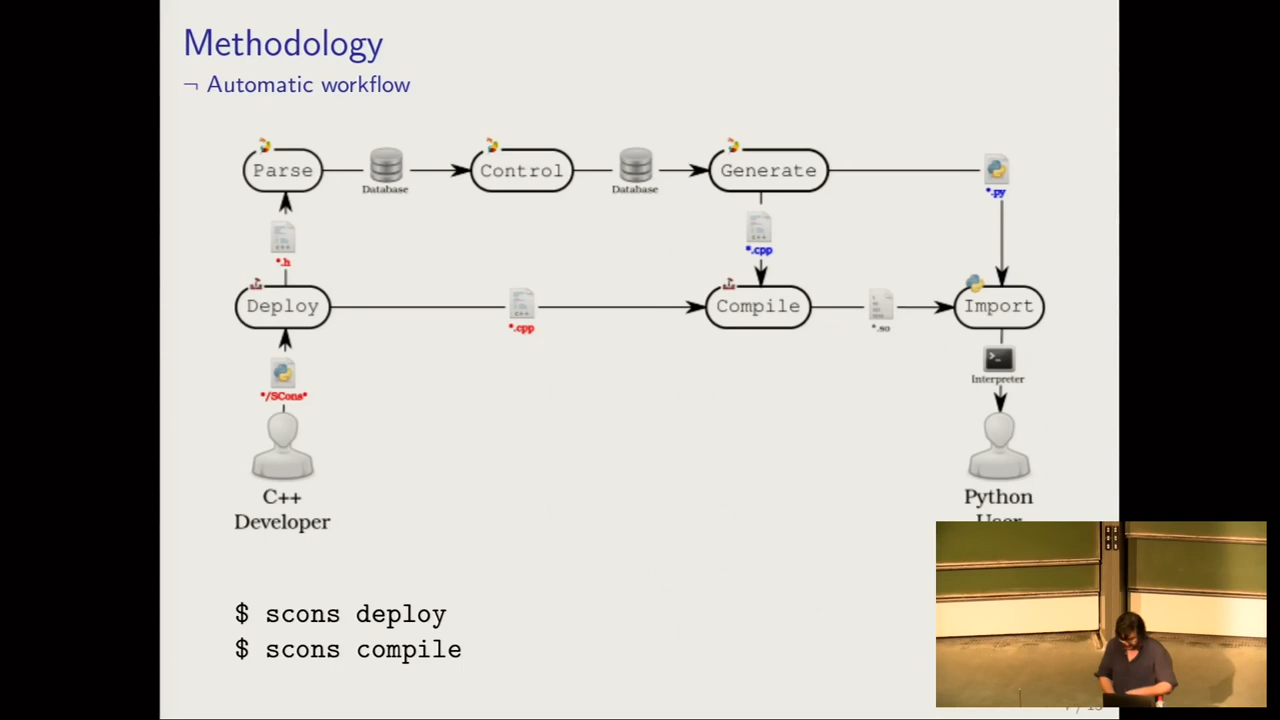 Methodology
¬ Automatic workflow
Parse
Database
Control
Database
Generate
*.py
*.h
*.cpp
Deploy
*.cpp
Compile
*.so
Import
*/SCons*
Interpreter
C++
Developer
Python
User
$ scons deploy
$ scons compile